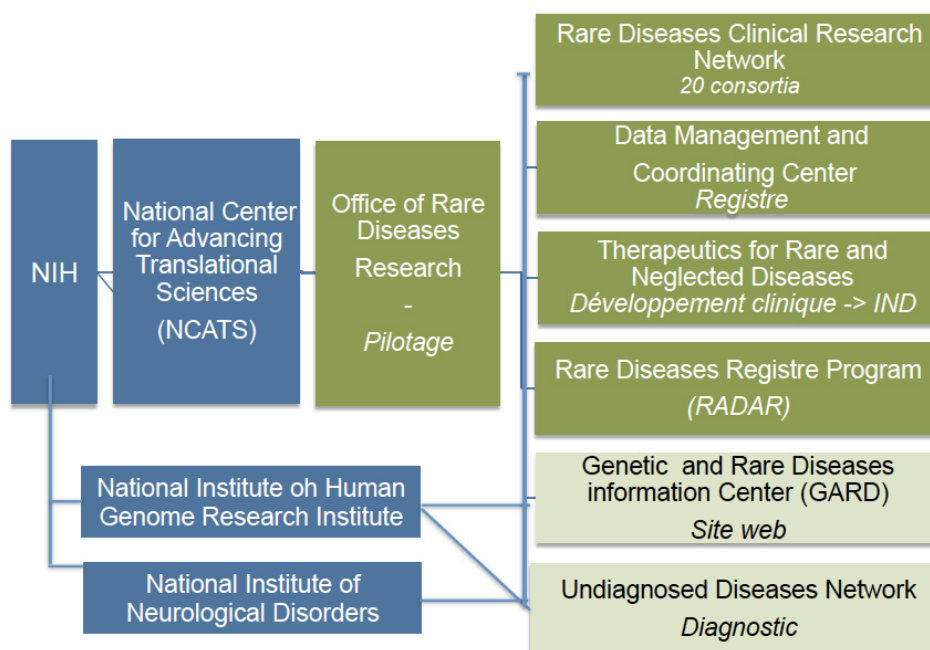 NIH
National Center
for Advancing
Translational
Sciences
(NCATS)
Office of Rare
Diseases
Research
-
Pilotage
Rare Diseases Clinical Research
Network
20 consortia
Data Management and
Coordinating Center
Registre
Therapeutics for Rare and
Neglected Diseases
Développement clinique -> IND
Rare Diseases Registre Program
(RADAR)
Genetic and Rare Diseases
information Center (GARD)
Site web
Undiagnosed Diseases Network
Diagnostic
National Institute oh Human
Genome Research Institute
National Institute of
Neurological Disorders